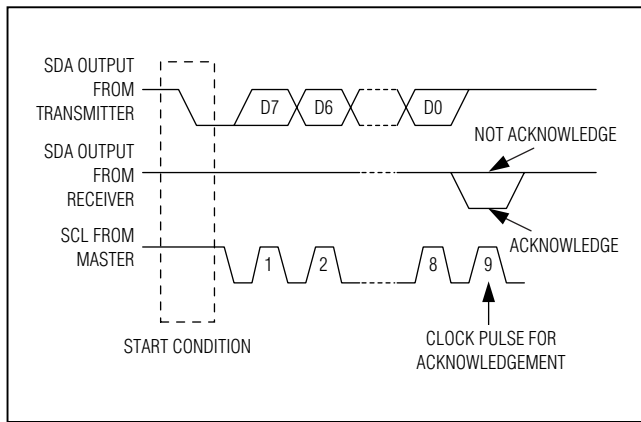 SDA OUTPUT
FROM
TRANSMITTER
D7
D6
D0
SDA OUTPUT
FROM
RECEIVER
NOT ACKNOWLEDGE
ACKNOWLEDGE
SCL FROM
MASTER
1
2
8
9
START CONDITION
CLOCK PULSE FOR
ACKNOWLEDGEMENT